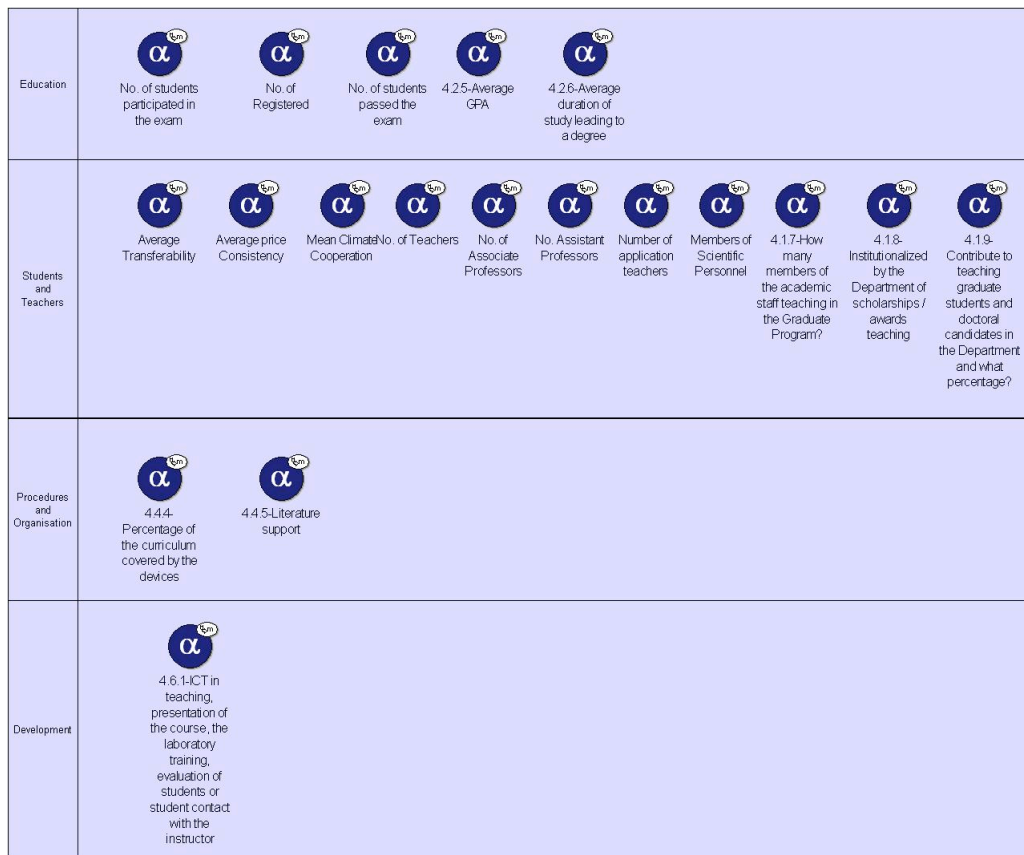 Education
α
No. of students
participated in
the exam
α
No. of
Registered
α
No. of students
passed the
exam
α
4.2.5-Average
GPA
α
4.2.6-Average
duration of
study leading to
a degree
Students
and
Teachers
α
Average
Transferability
α
Average price
Consistency
α
Mean Climate
Cooperation
α
No. of Teachers
α
No. of
Associate
Professors
α
No. Assistant
Professors
α
Number of
application
teachers
α
Members of
Scientific
Personnel
α
4.1.7-How
many
members of
the academic
staff teaching in
the Graduate
Program?
α
4.1.8-
Institutionalized
by the
Department of
scholarships /
awards
teaching
α
4.1.9-
Contribute to
teaching
graduate
students and
doctoral
candidates in
the Department
and what
percentage?
Procedures
and
Organisation
α
4.4.4-
Percentage of
the curriculum
covered by the
devices
α
4.4.5-Literature
support
Development
α
4.6.1-ICT in
teaching,
presentation of
the course, the
laboratory
training,
evaluation of
students or
student contact
with the
instructor